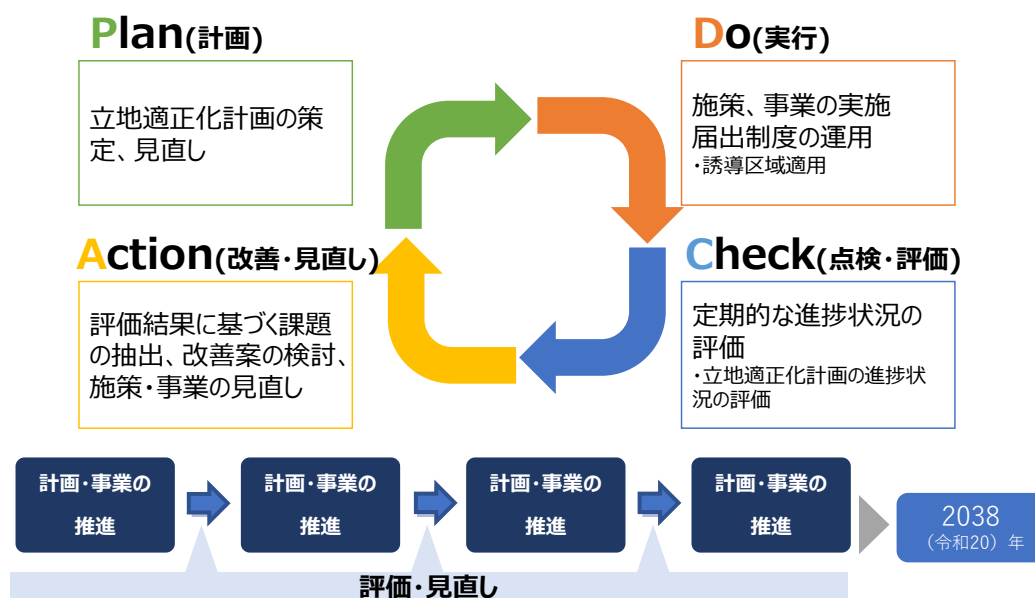 Plan(計画)
立地適正化計画の策
定、見直し
Do(実行)
施策、事業の実施
届出制度の運用
・誘導区域適用
Action(改善・見直し)
評価結果に基づく課題
の抽出、改善案の検討、
施策・事業の見直し
Check(点検・評価)
定期的な進捗状況の
評価
・立地適正化計画の進捗状
況の評価
計画・事業の
推進
計画・事業の
推進
計画・事業の
推進
計画・事業の
推進
2038
(令和20)年
評価・見直し